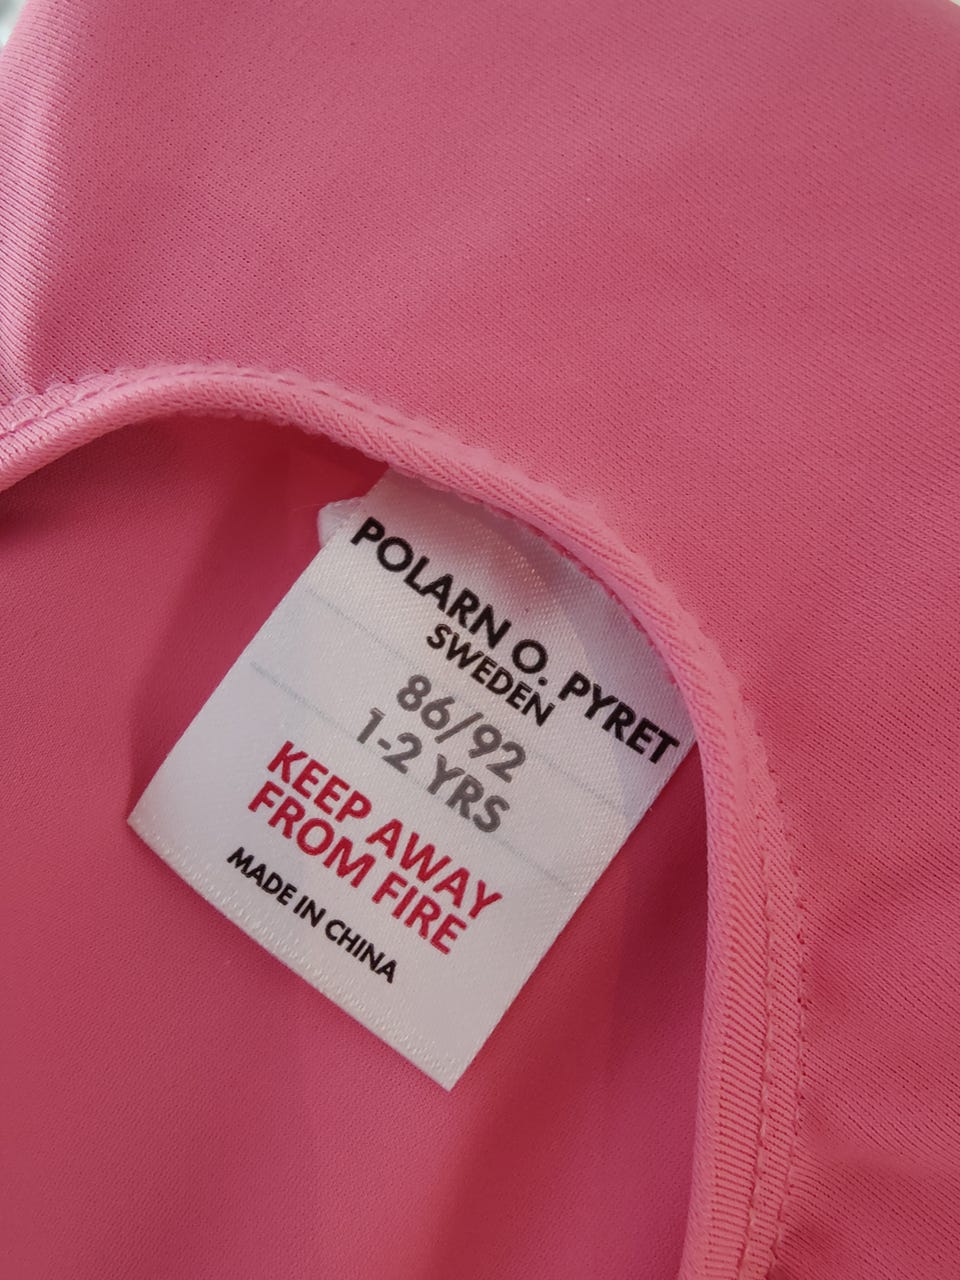 POLARN O. PYRET
SWEDEN
86/92
1-2 YRS
KEEP AWAY
FROM FIRE
MADE IN CHINA